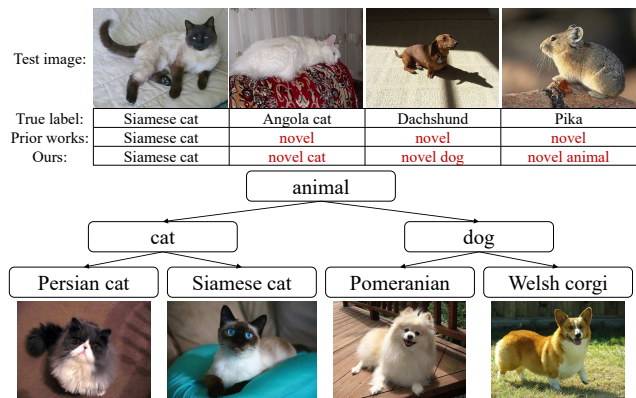 Test image:
True label: Siamese cat Angola cat Dachshund Pika
Prior works: Siamese cat novel novel novel
Ours: Siamese cat novel cat novel dog novel animal
animal
cat dog
Persian cat Siamese cat Pomeranian Welsh corgi